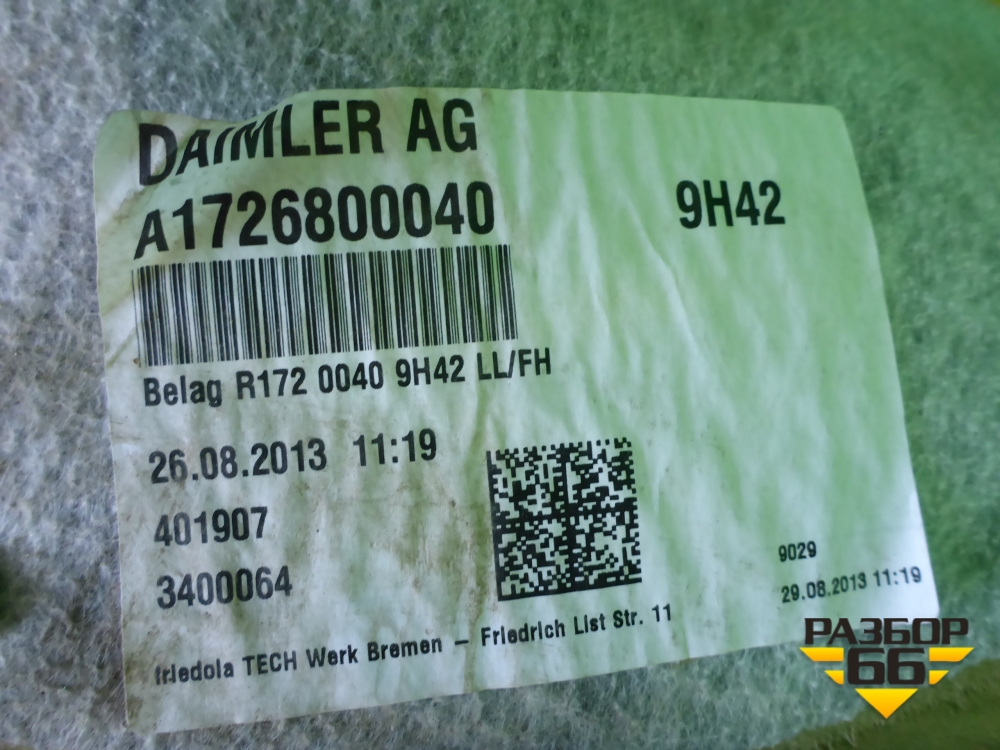 DAIMLER AG
A1726800040
9H42
Belag R172 0040 9H42 LL/FH
26.08.2013 11:19
401907
3400064
9029
29.08.2013 11:19
friedola TECH Werk Bremen – Friedrich List Str. 11
РАЗБОР
66